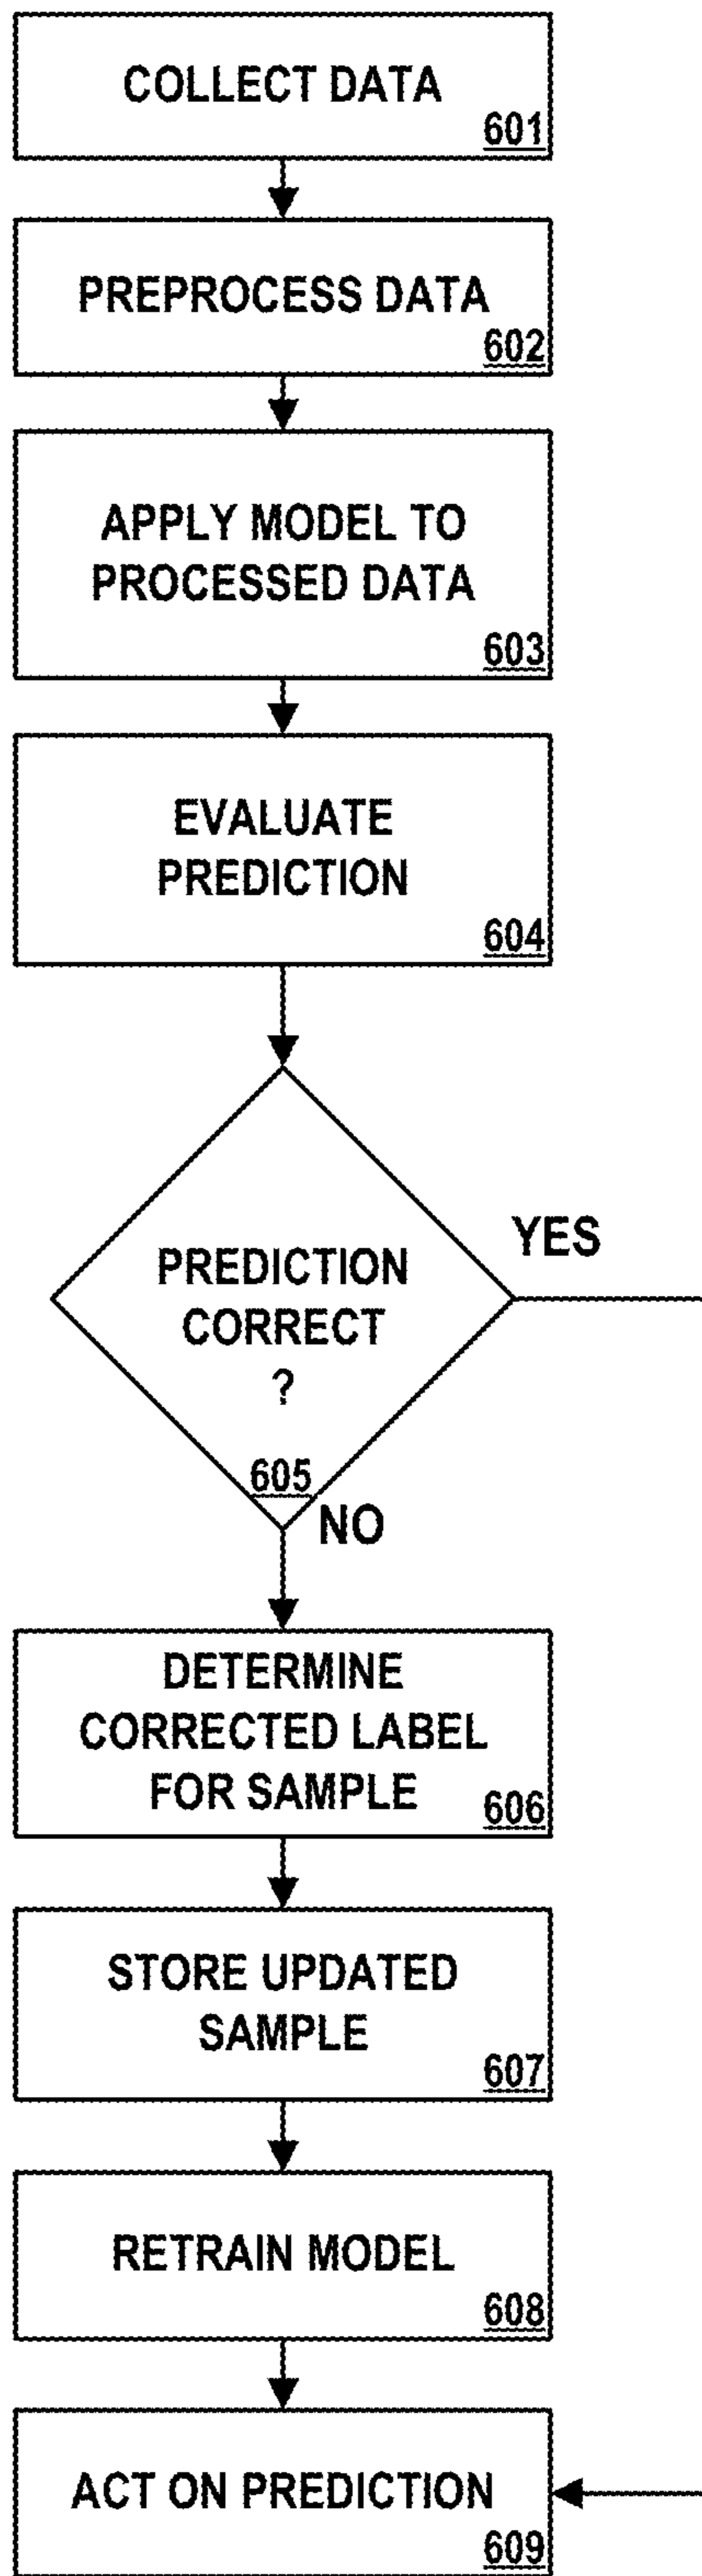 COLLECT DATA
601
PREPROCESS DATA
602
APPLY MODEL TO
PROCESSED DATA
603
EVALUATE
PREDICTION
604
YES
PREDICTION
CORRECT
?
605
NO
DETERMINE
CORRECTED LABEL
FOR SAMPLE
606
STORE UPDATED
SAMPLE
607
RETRAIN MODEL
608
ACT ON PREDICTION
609